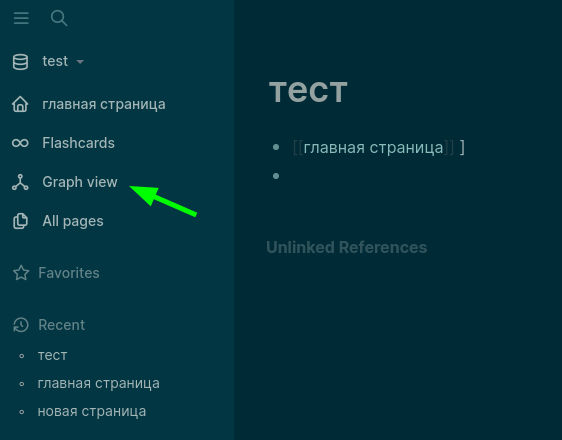 test
главная страница
Flashcards
Graph view
All pages
Favorites
Recent
тест
главная страница
новая страница
тест
[[главная страница]] ]
Unlinked References